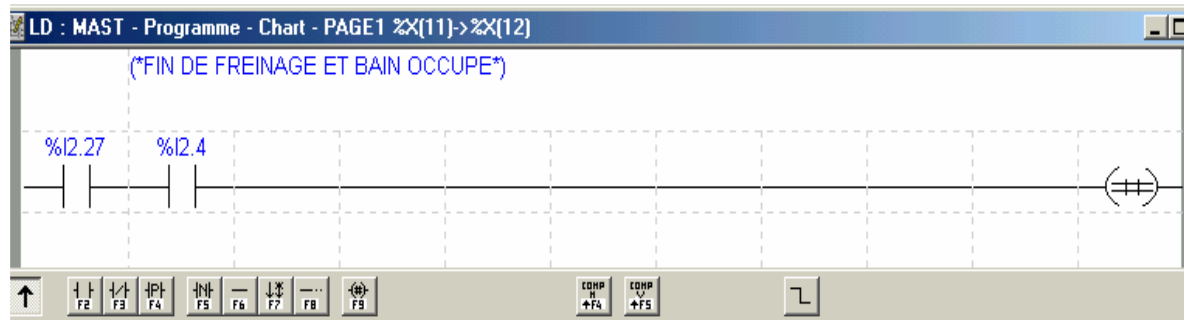 LD : MAST - Programme - Chart - PAGE1 %X(11)->%X(12)
(*FIN DE FREINAGE ET BAIN OCCUPE*)
%I2.27 %I2.4
F2 F3 F4 F5 F6 F7 F8 F9 COMP H F4 COMP V F5